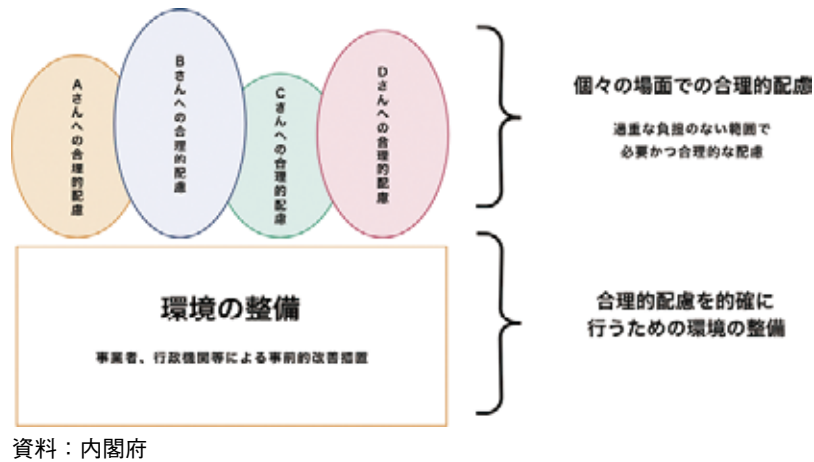 Aさんへの合理的配慮
Bさんへの合理的配慮
Cさんへの合理的配慮
Dさんへの合理的配慮
個々の場面での合理的配慮
過重な負担のない範囲で
必要かつ合理的な配慮
環境の整備
事業者、行政機関等による事前的改善措置
合理的配慮を的確に
行うための環境の整備
資料：内閣府